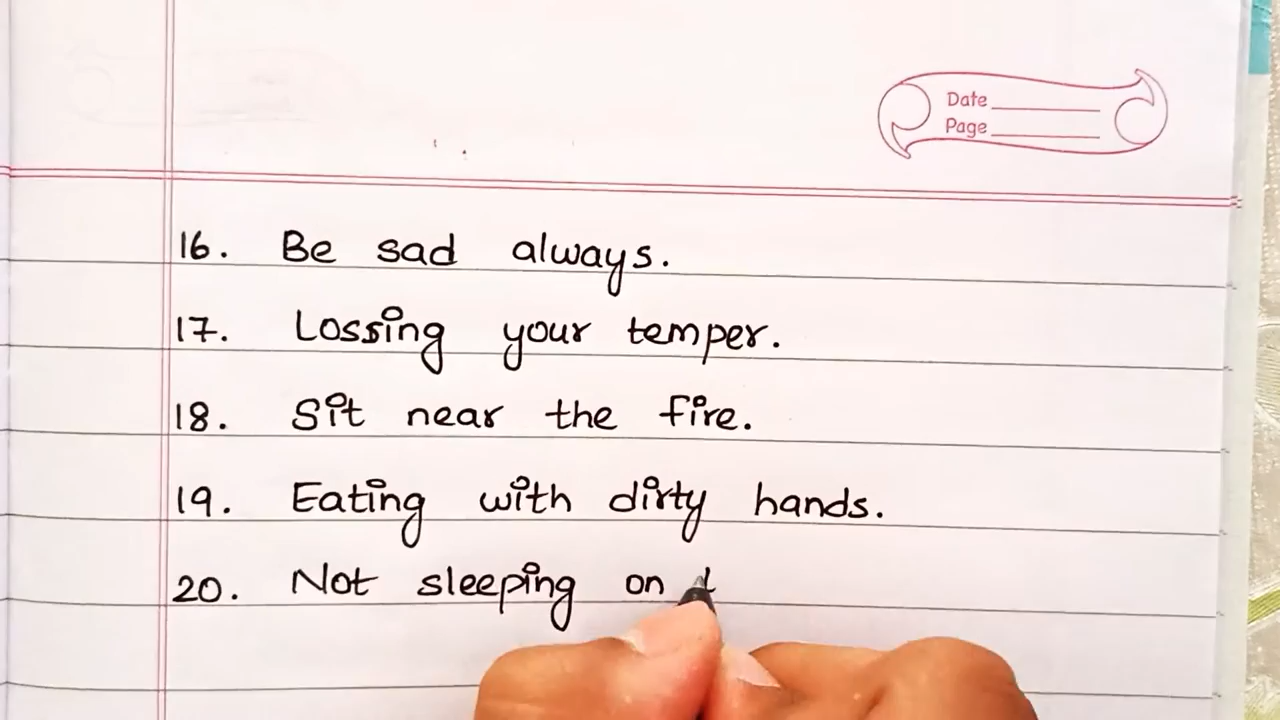 Date
Page
16. Be sad always.
17. Lossing your temper.
18. Sit near the fire.
19. Eating with dirty hands.
20. Not sleeping on t